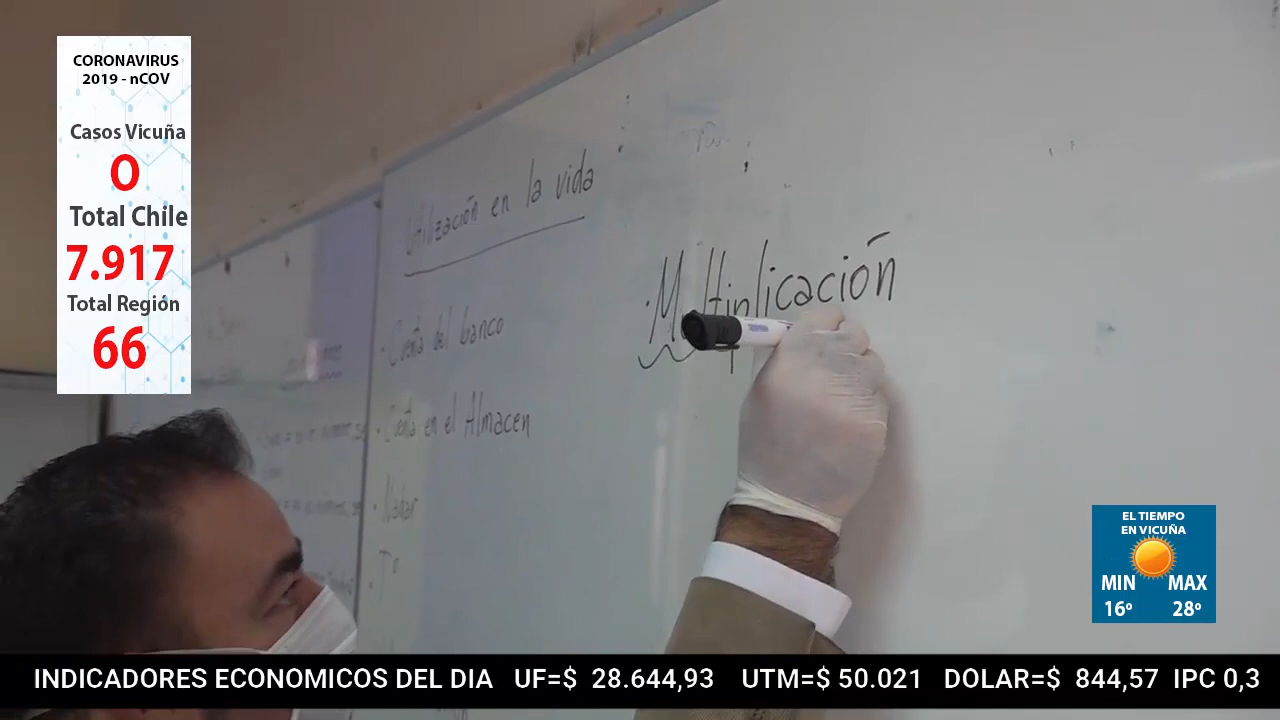 CORONAVIRUS
2019 - nCOV
Casos Vicuña
0
Total Chile
7.917
Total Región
66
Utilización en la vida
· Cuenta del banco
· Cuenta en el Almacen
· Nadar
· Tº
· Multiplicación
EL TIEMPO
EN VICUÑA
MIN MAX
16º 28º
INDICADORES ECONOMICOS DEL DIA UF=$ 28.644,93 UTM=$ 50.021 DOLAR=$ 844,57 IPC 0,3